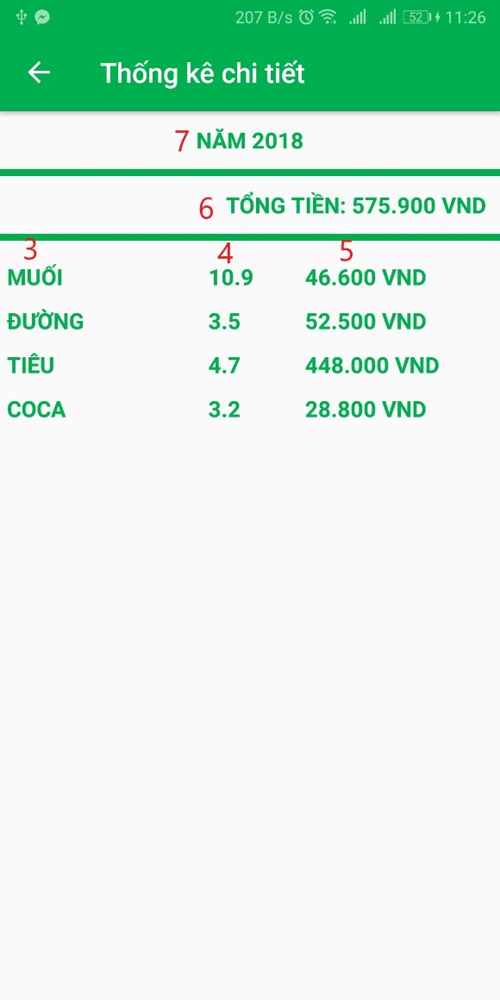 207 B/s 52 11:26
Thống kê chi tiết
7 NĂM 2018
6 TỔNG TIỀN: 575.900 VND
3 4 5
MUỐI 10.9 46.600 VND
ĐƯỜNG 3.5 52.500 VND
TIÊU 4.7 448.000 VND
COCA 3.2 28.800 VND